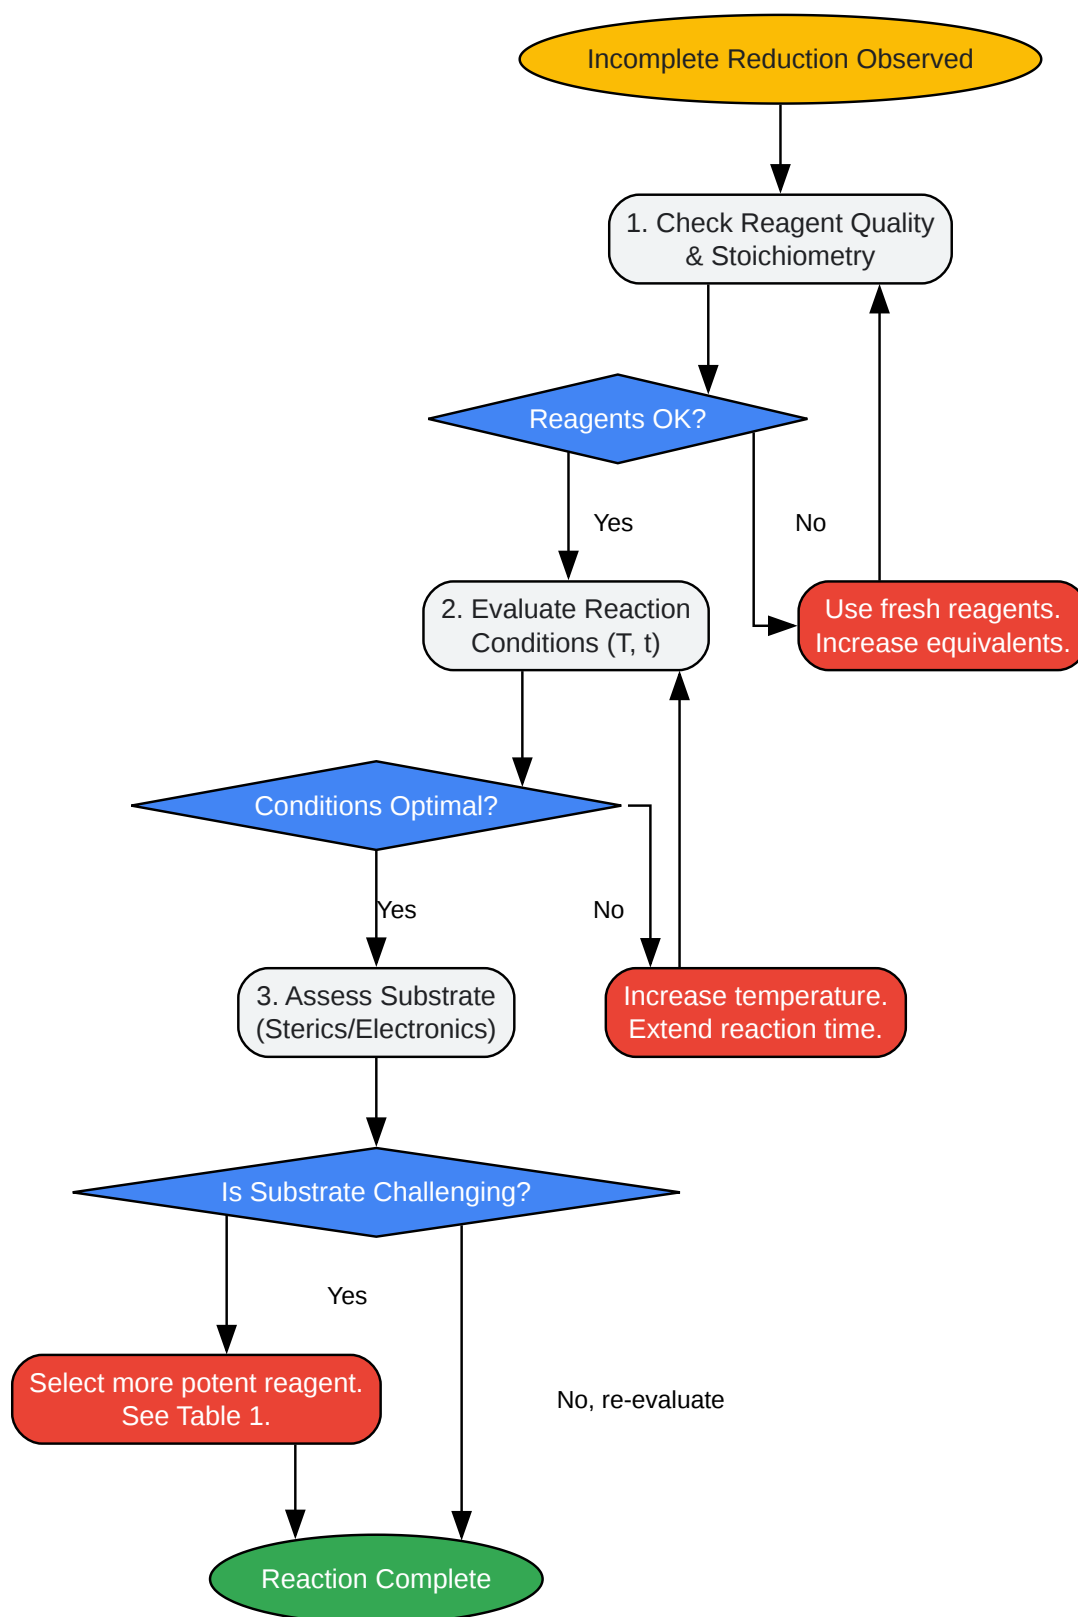 Incomplete Reduction Observed
1. Check Reagent Quality
& Stoichiometry
Reagents OK?
Yes
No
2. Evaluate Reaction
Conditions (T, t)
Use fresh reagents.
Increase equivalents.
Conditions Optimal?
Yes
No
3. Assess Substrate
(Sterics/Electronics)
Increase temperature.
Extend reaction time.
Is Substrate Challenging?
Yes
Select more potent reagent.
See Table 1.
No, re-evaluate
Reaction Complete